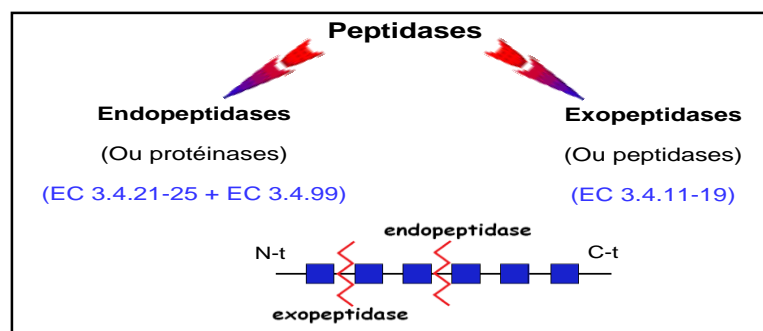 Peptidases
Endopeptidases
(Ou protéinases)
(EC 3.4.21-25 + EC 3.4.99)
Exopeptidases
(Ou peptidases)
(EC 3.4.11-19)
endopeptidase
N-t
C-t
exopeptidase